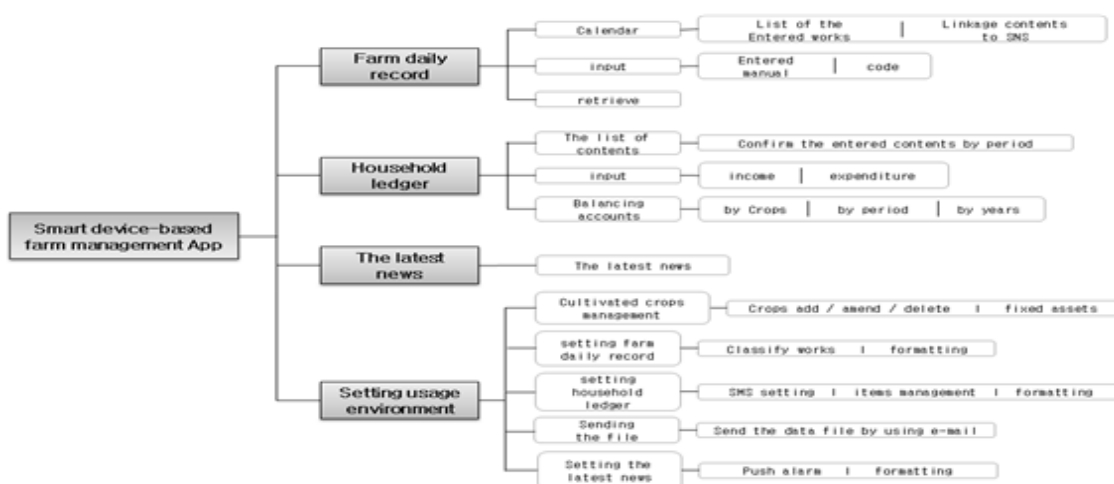 Smart device-based
farm management App
Farm daily
record
Calendar
List of the
Entered works
|
Linkage contents
to SNS
input
Entered
manual
|
code
retrieve
Household
ledger
The list of
contents
Confirm the entered contents by period
input
income | expenditure
Balancing
accounts
by Crops | by period | by years
The latest
news
The latest news
Setting usage
environment
Cultivated crops
management
Crops add / amend / delete | fixed assets
setting farm
daily record
Classify works | formatting
setting
household
ledger
SMS setting | items management | formatting
Sending
the file
Send the data file by using e-mail
Setting the
latest news
Push alarm | formatting